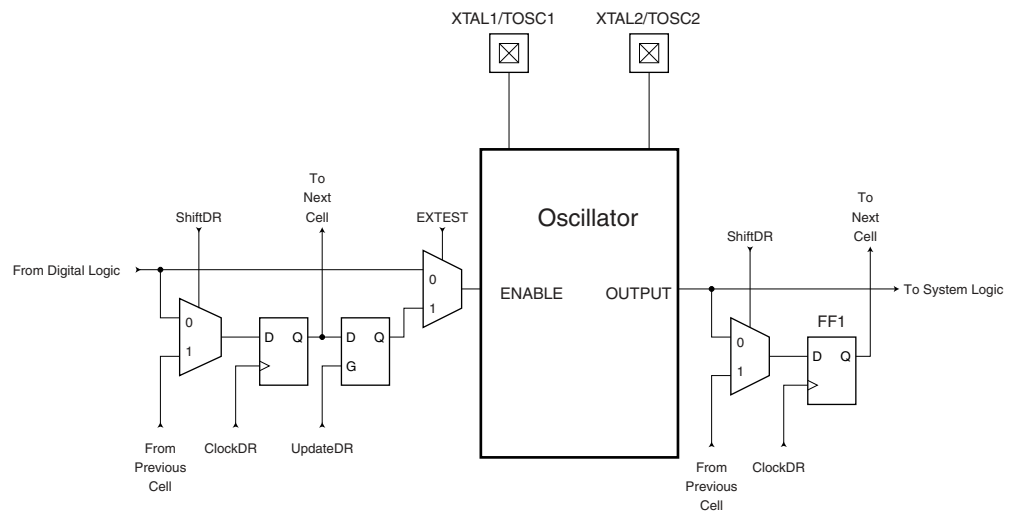 XTAL1/TOSC1
XTAL2/TOSC2
To
Next
Cell
ShiftDR
EXTEST
From Digital Logic
0
1
D Q
0
1
D Q
G
From
Previous
Cell
ClockDR
UpdateDR
Oscillator
ENABLE
OUTPUT
To
Next
Cell
ShiftDR
To System Logic
FF1
0
1
D Q
From
Previous
Cell
ClockDR